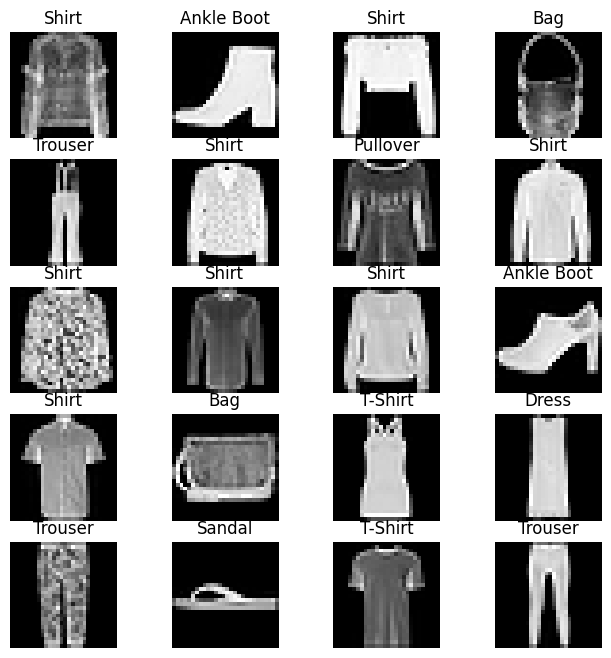 Shirt Ankle Boot Shirt Bag
Trouser Shirt Pullover Shirt
Shirt Shirt Shirt Ankle Boot
Shirt Bag T-Shirt Dress
Trouser Sandal T-Shirt Trouser